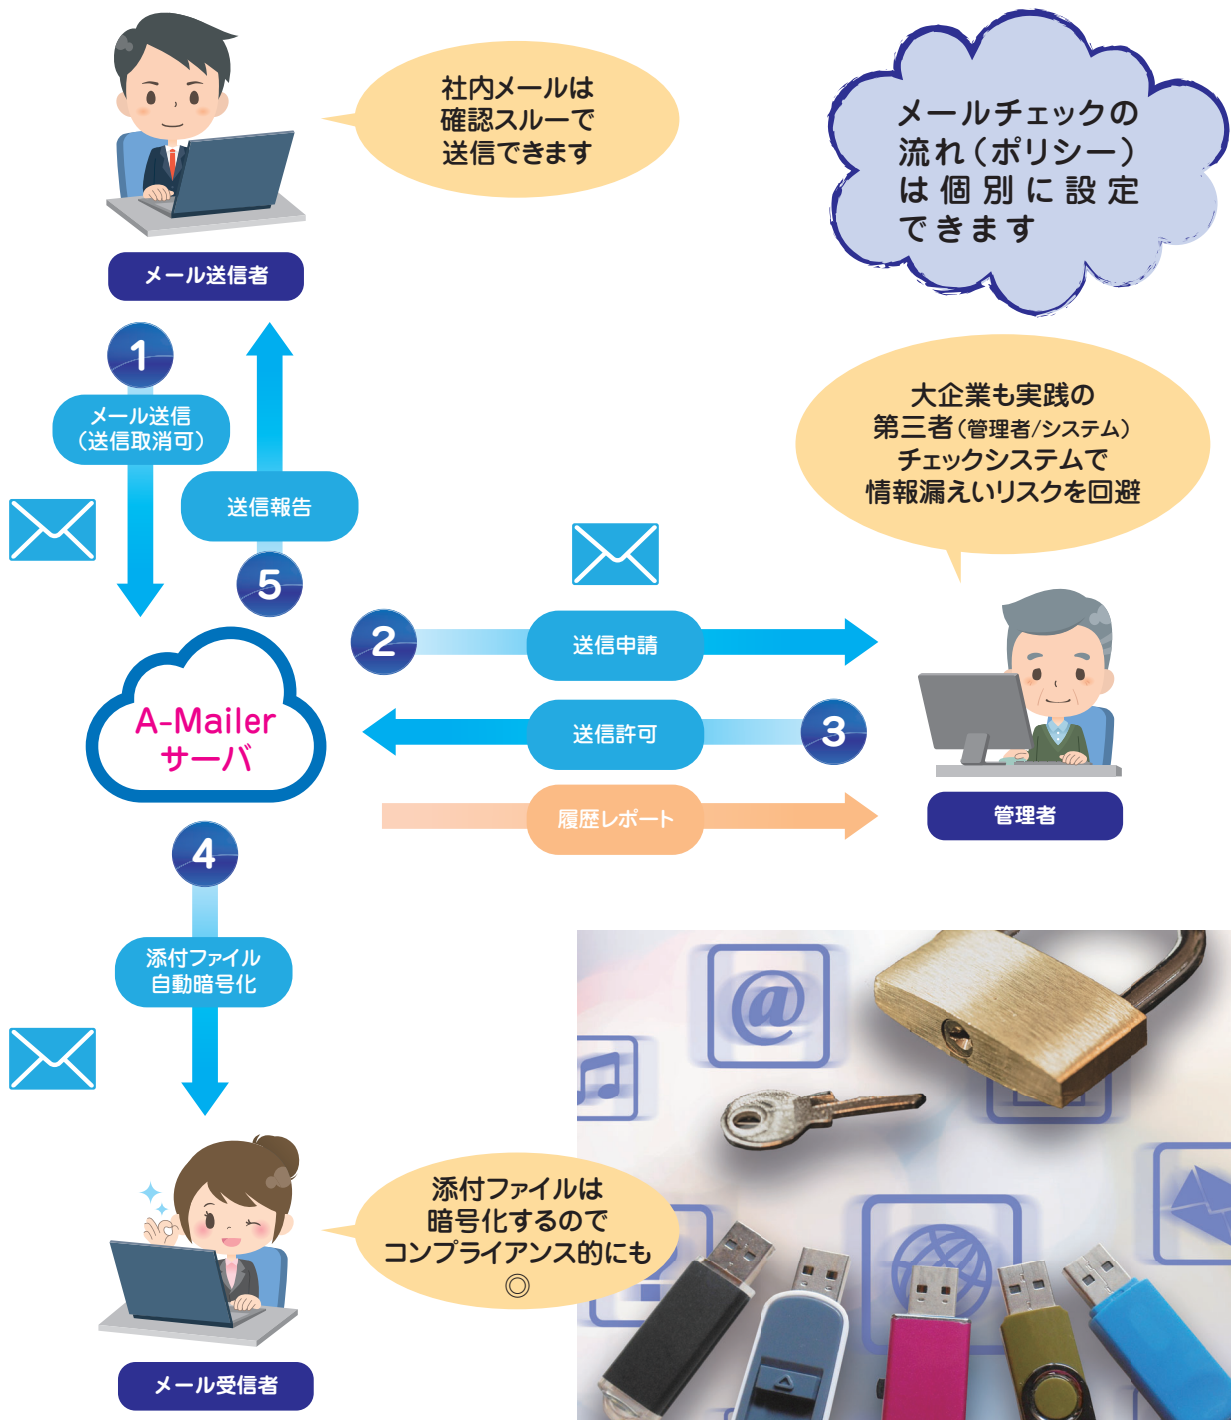 社内メールは
確認スルーで
送信できます
メールチェックの
流れ（ポリシー）
は個別に設定
できます
メール送信者
1
メール送信
（送信取消可）
送信報告
5
大企業も実践の
第三者（管理者/システム）
チェックシステムで
情報漏えいリスクを回避
2
送信申請
A-Mailer
サーバ
送信許可
3
履歴レポート
管理者
4
添付ファイル
自動暗号化
@
添付ファイルは
暗号化するので
コンプライアンス的にも
◎
メール受信者